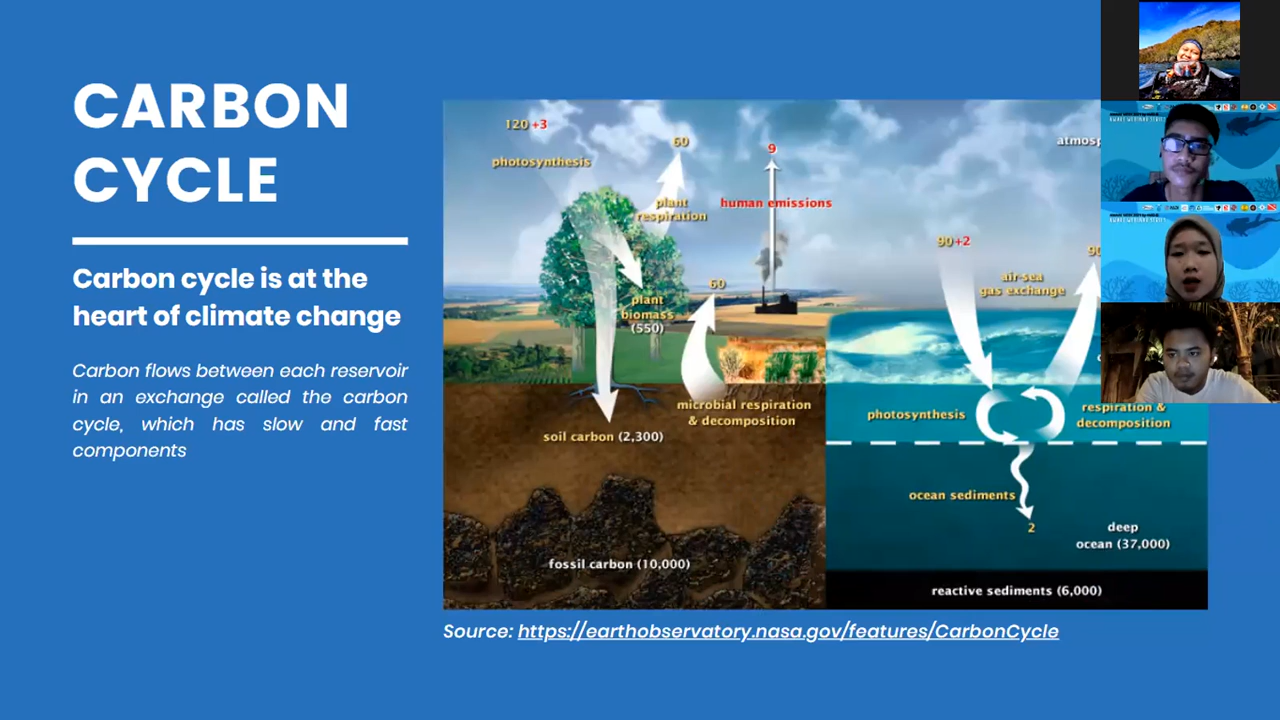 CARBON
CYCLE
Carbon cycle is at the
heart of climate change
Carbon flows between each reservoir
in an exchange called the carbon
cycle, which has slow and fast
components
120 +3
photosynthesis
60
plant
respiration
9
human emissions
plant
biomass
(550)
60
microbial respiration
& decomposition
soil carbon (2,300)
fossil carbon (10,000)
90+2
air-sea
gas exchange
photosynthesis
respiration &
decomposition
ocean sediments
2
deep
ocean (37,000)
reactive sediments (6,000)
Source: https://earthobservatory.nasa.gov/features/CarbonCycle